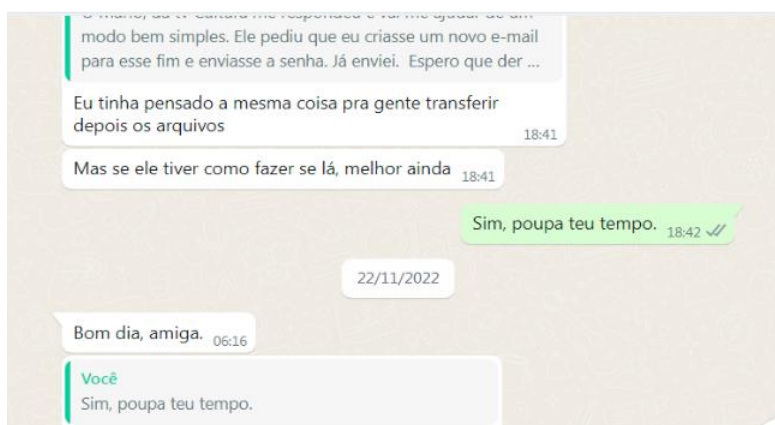 modo bem simples. Ele pediu que eu criasse um novo e-mail
para esse fim e enviasse a senha. Já enviei.  Espero que der ...
Eu tinha pensado a mesma coisa pra gente transferir
depois os arquivos
18:41
Mas se ele tiver como fazer se lá, melhor ainda 18:41
Sim, poupa teu tempo. 18:42
22/11/2022
Bom dia, amiga. 06:16
Você
Sim, poupa teu tempo.